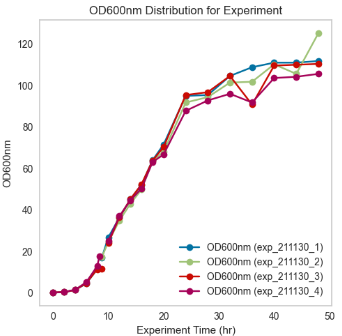 OD600nm Distribution for Experiment
OD600nm
120
100
80
60
40
20
0
OD600nm (exp_211130_1)
OD600nm (exp_211130_2)
OD600nm (exp_211130_3)
OD600nm (exp_211130_4)
0 10 20 30 40 50
Experiment Time (hr)